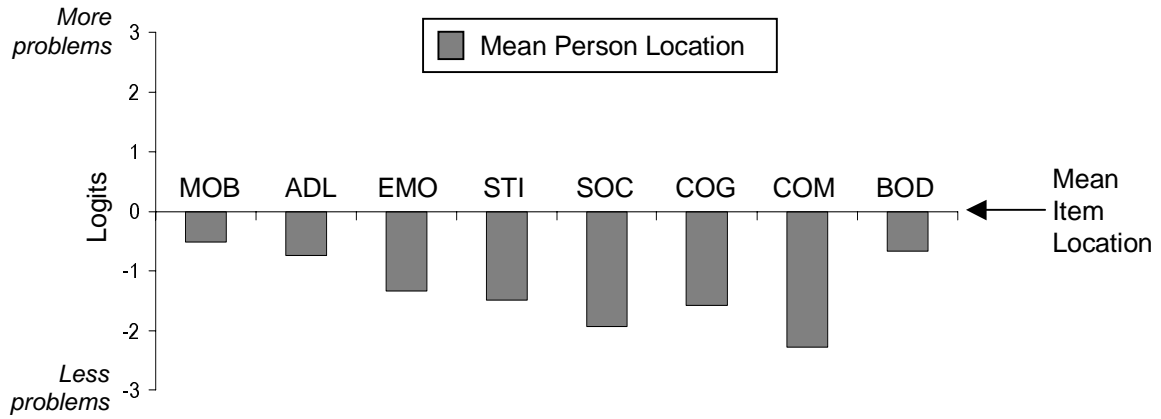 More
problems
3
Mean Person Location
2
1
MOB ADL EMO STI SOC COG COM BOD
Logits
0
Mean
Item
Location
-1
-2
Less
problems
-3